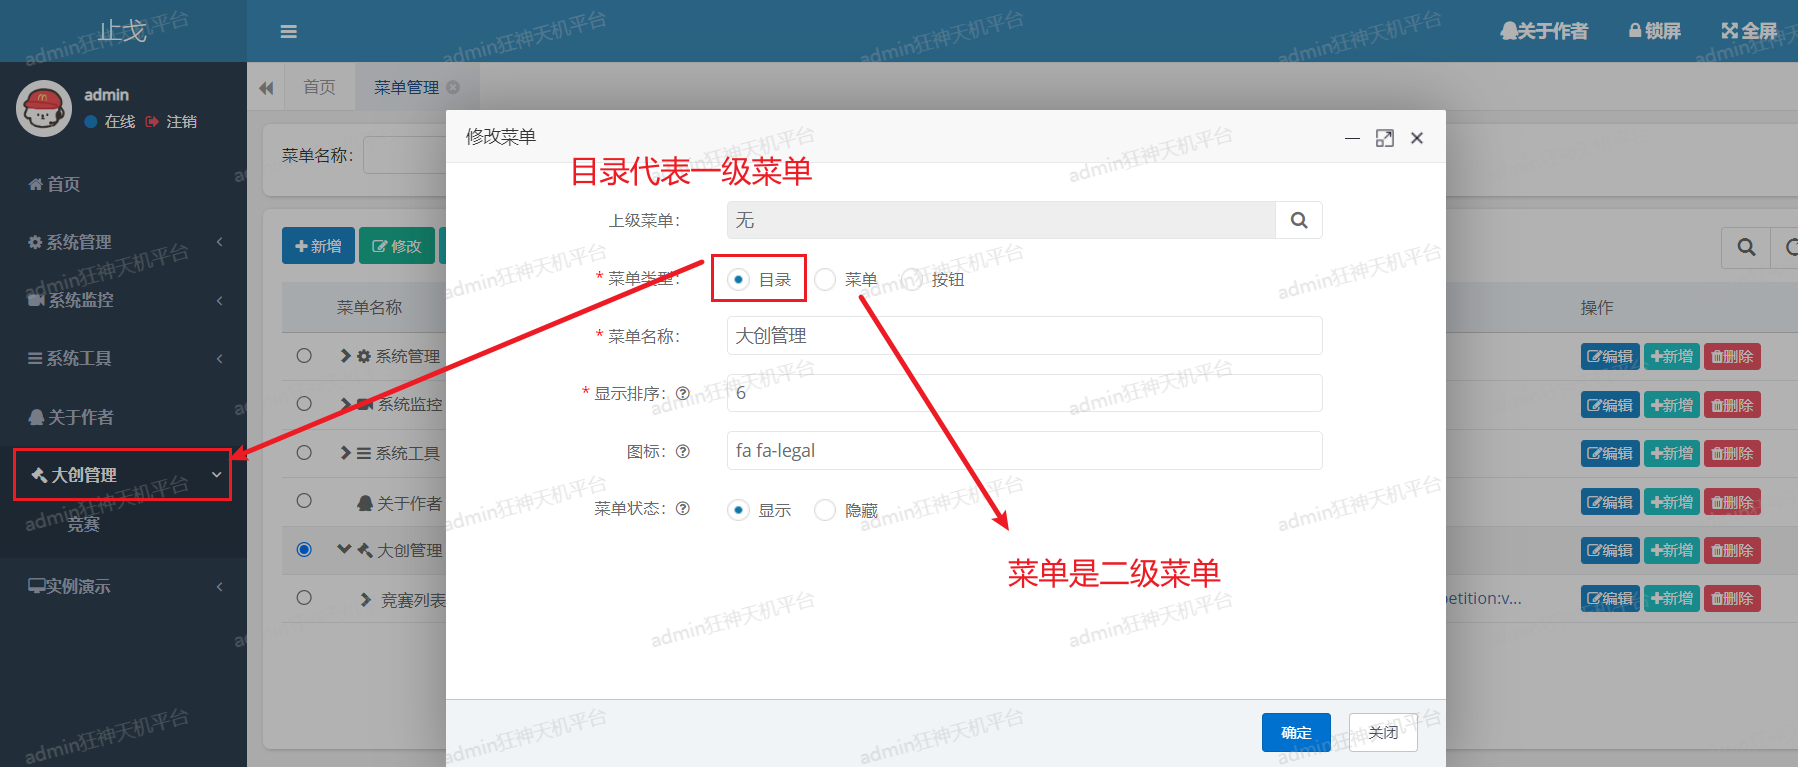 止戈
关于作者
锁屏
全屏
admin
在线
注销
首页
菜单管理
菜单名称：
首页
系统管理
系统监控
系统工具
关于作者
大创管理
竞赛
实例演示
新增
修改
菜单名称
操作
系统管理
编辑 新增 删除
系统监控
编辑 新增 删除
系统工具
编辑 新增 删除
关于作者
编辑 新增 删除
大创管理
编辑 新增 删除
竞赛列表
etition:v...
编辑 新增 删除
修改菜单
目录代表一级菜单
上级菜单：
无
* 菜单类型：
目录
菜单
按钮
* 菜单名称：
大创管理
* 显示排序：
6
图标：
fa fa-legal
菜单状态：
显示
隐藏
菜单是二级菜单
确定
关闭
admin狂神天机平台